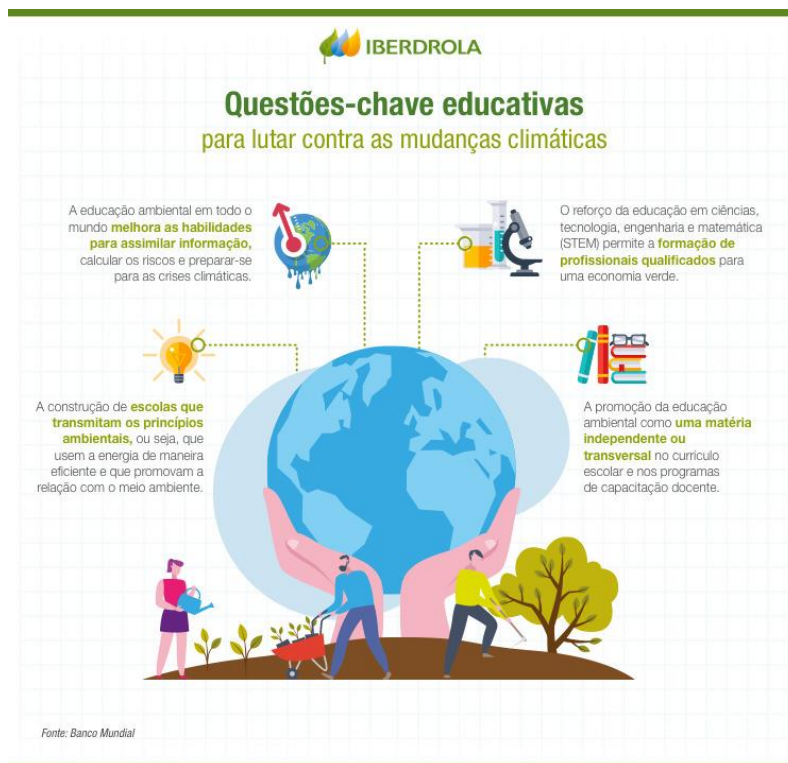 IBERDROLA
Questões-chave educativas
para lutar contra as mudanças climáticas
A educação ambiental em todo o
mundo melhora as habilidades
para assimilar informação,
calcular os riscos e preparar-se
para as crises climáticas.
O reforço da educação em ciências,
tecnologia, engenharia e matemática
(STEM) permite a formação de
profissionais qualificados para
uma economia verde.
A construção de escolas que
transmitam os princípios
ambientais, ou seja, que
usem a energia de maneira
eficiente e que promovam a
relação com o meio ambiente.
A promoção da educação
ambiental como uma matéria
independente ou
transversal no currículo
escolar e nos programas
de capacitação docente.
Fonte: Banco Mundial